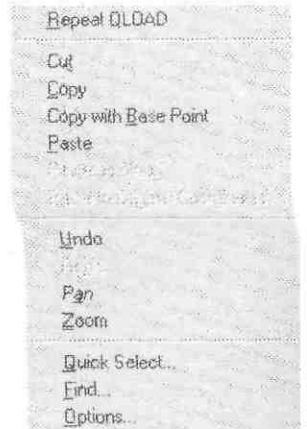 Repeat QLOAD
Cut
Copy
Copy with Base Point
Paste
Undo
Pan
Zoom
Quick Select...
Find...
Options...